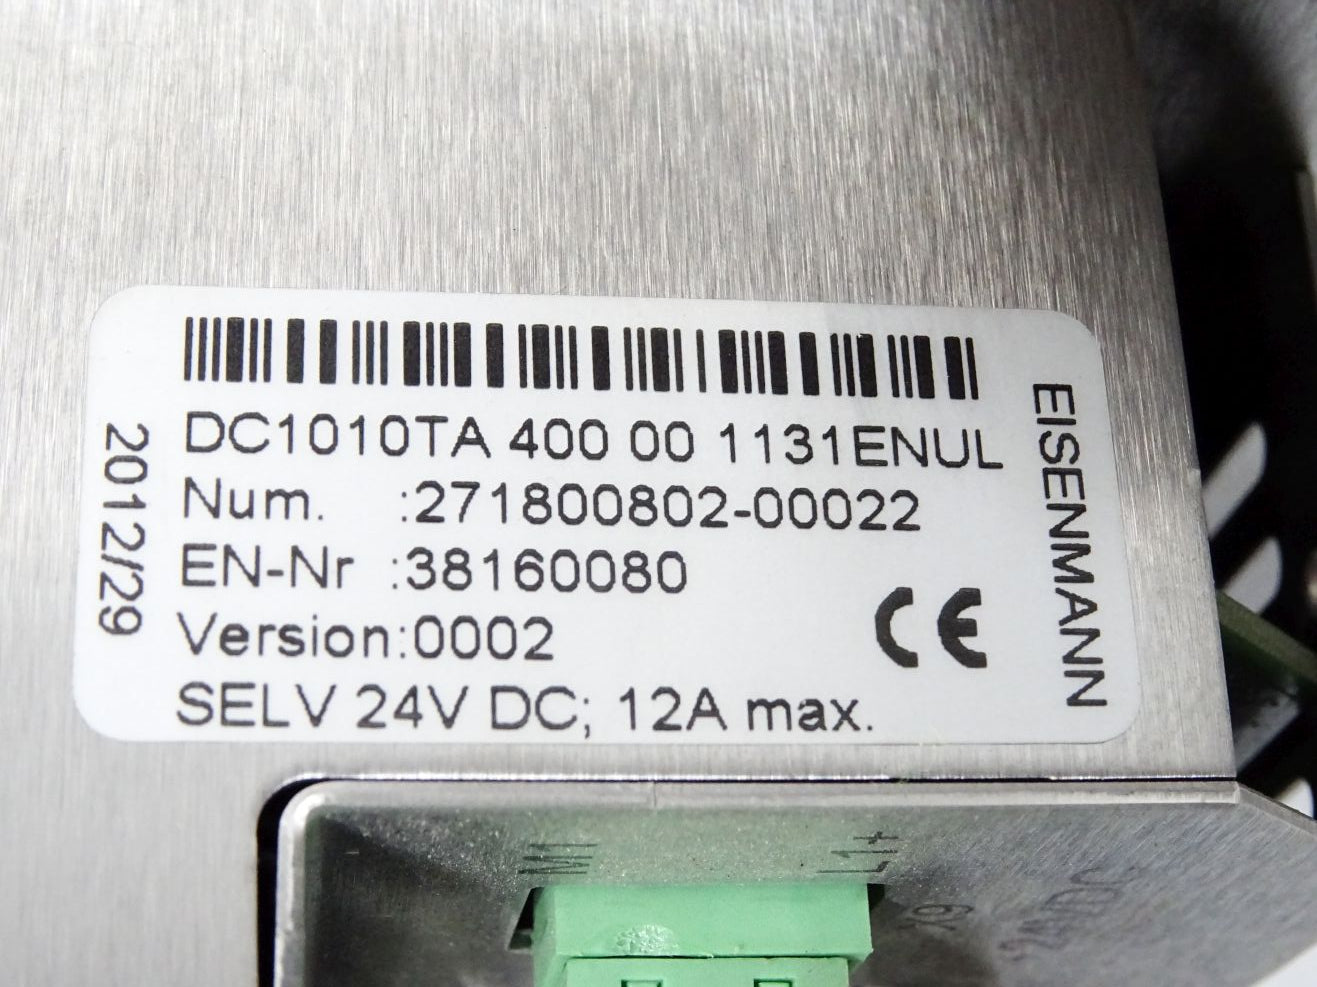 DC1010TA 400 00 1131ENUL
Num. :271800802-00022
EN-Nr :38160080
Version:0002
SELV 24V DC; 12A max.
2012/29
EISENMANN
CE
M1
L1+